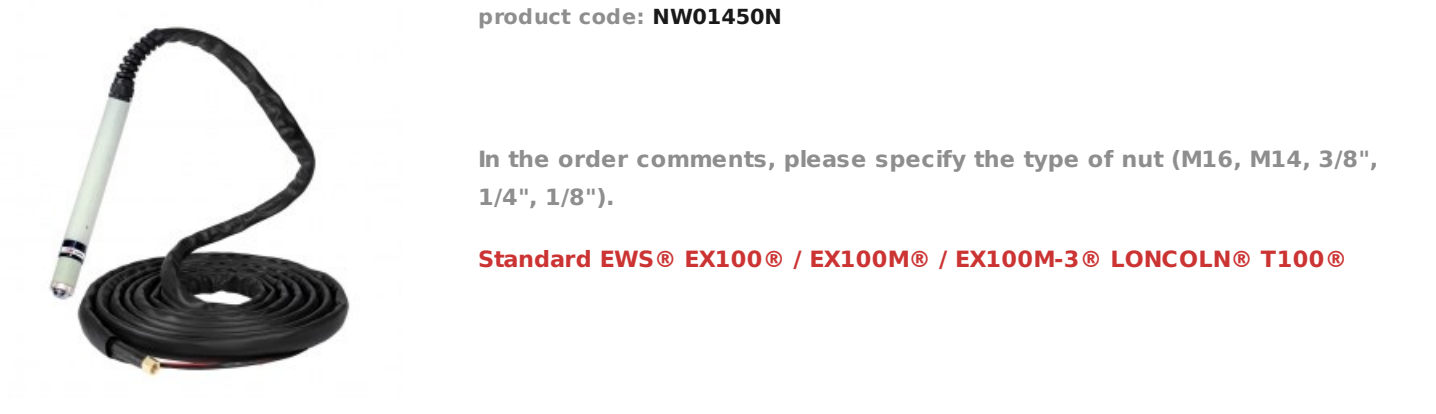 product code: NW01450N
In the order comments, please specify the type of nut (M16, M14, 3/8",
1/4", 1/8").
Standard EWS® EX100® / EX100M® / EX100M-3® LONCOLN® T100®